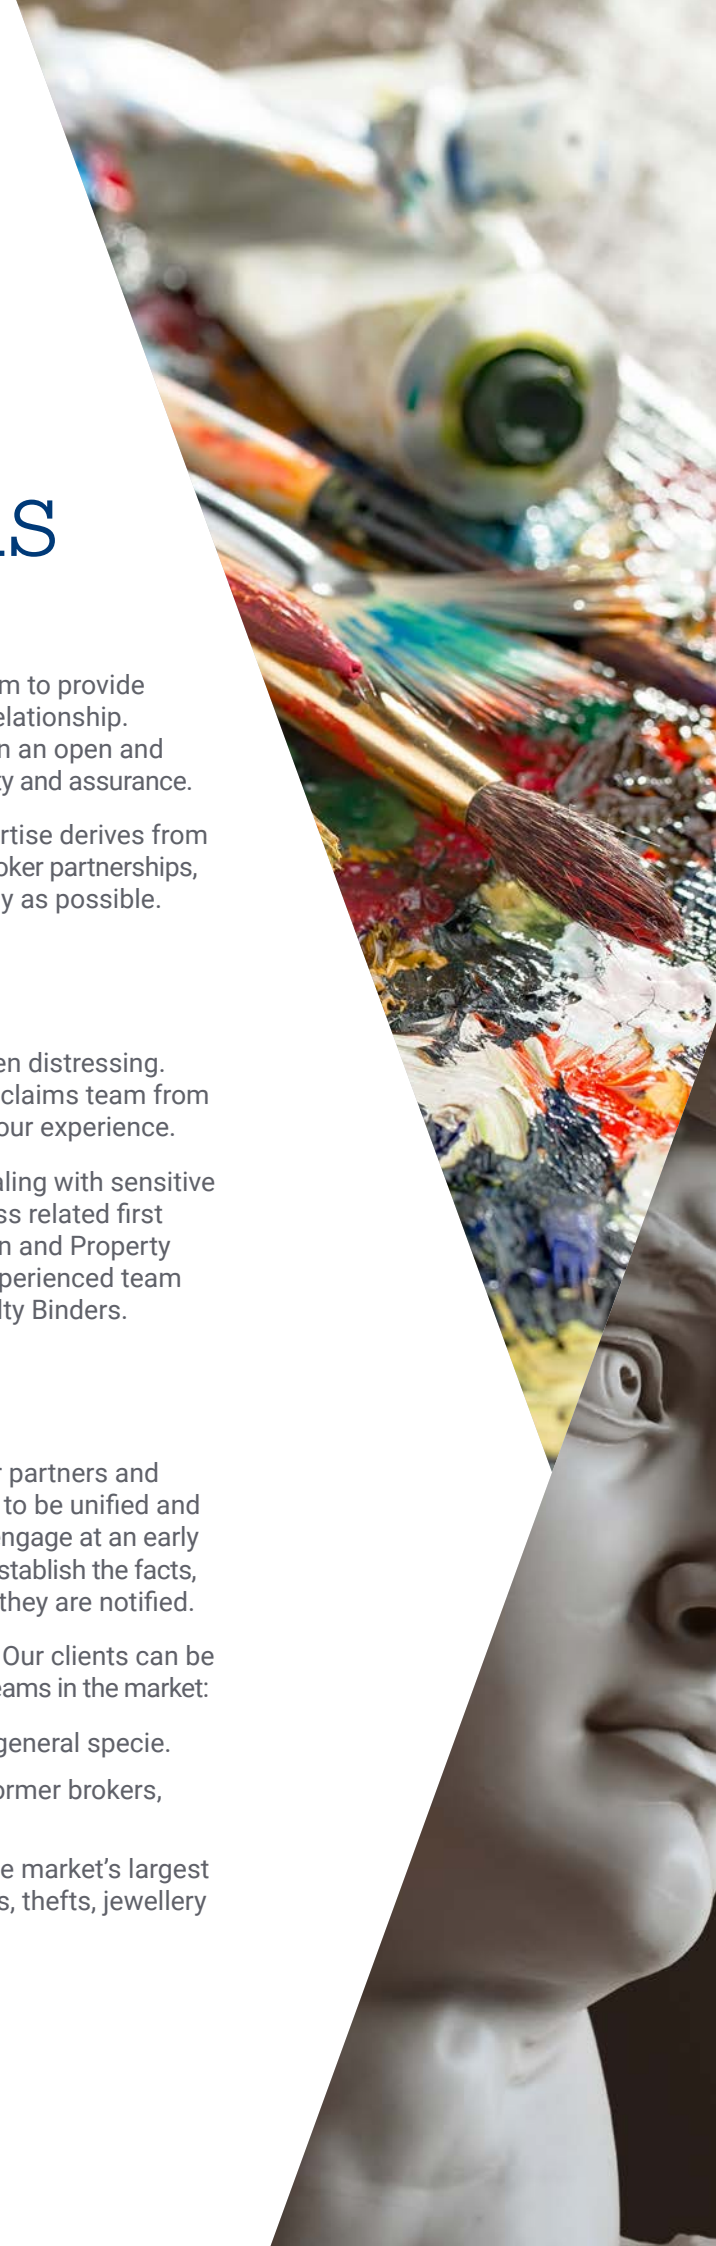 s
m to provide
elationship.
n an open and
ty and assurance.
rtise derives from
oker partnerships,
y as possible.
en distressing.
claims team from
our experience.
aling with sensitive
ss related first
n and Property
perienced team
lty Binders.
r partners and
to be unified and
engage at an early
stablish the facts,
they are notified.
Our clients can be
eams in the market:
general specie.
ormer brokers,
e market's largest
s, thefts, jewellery